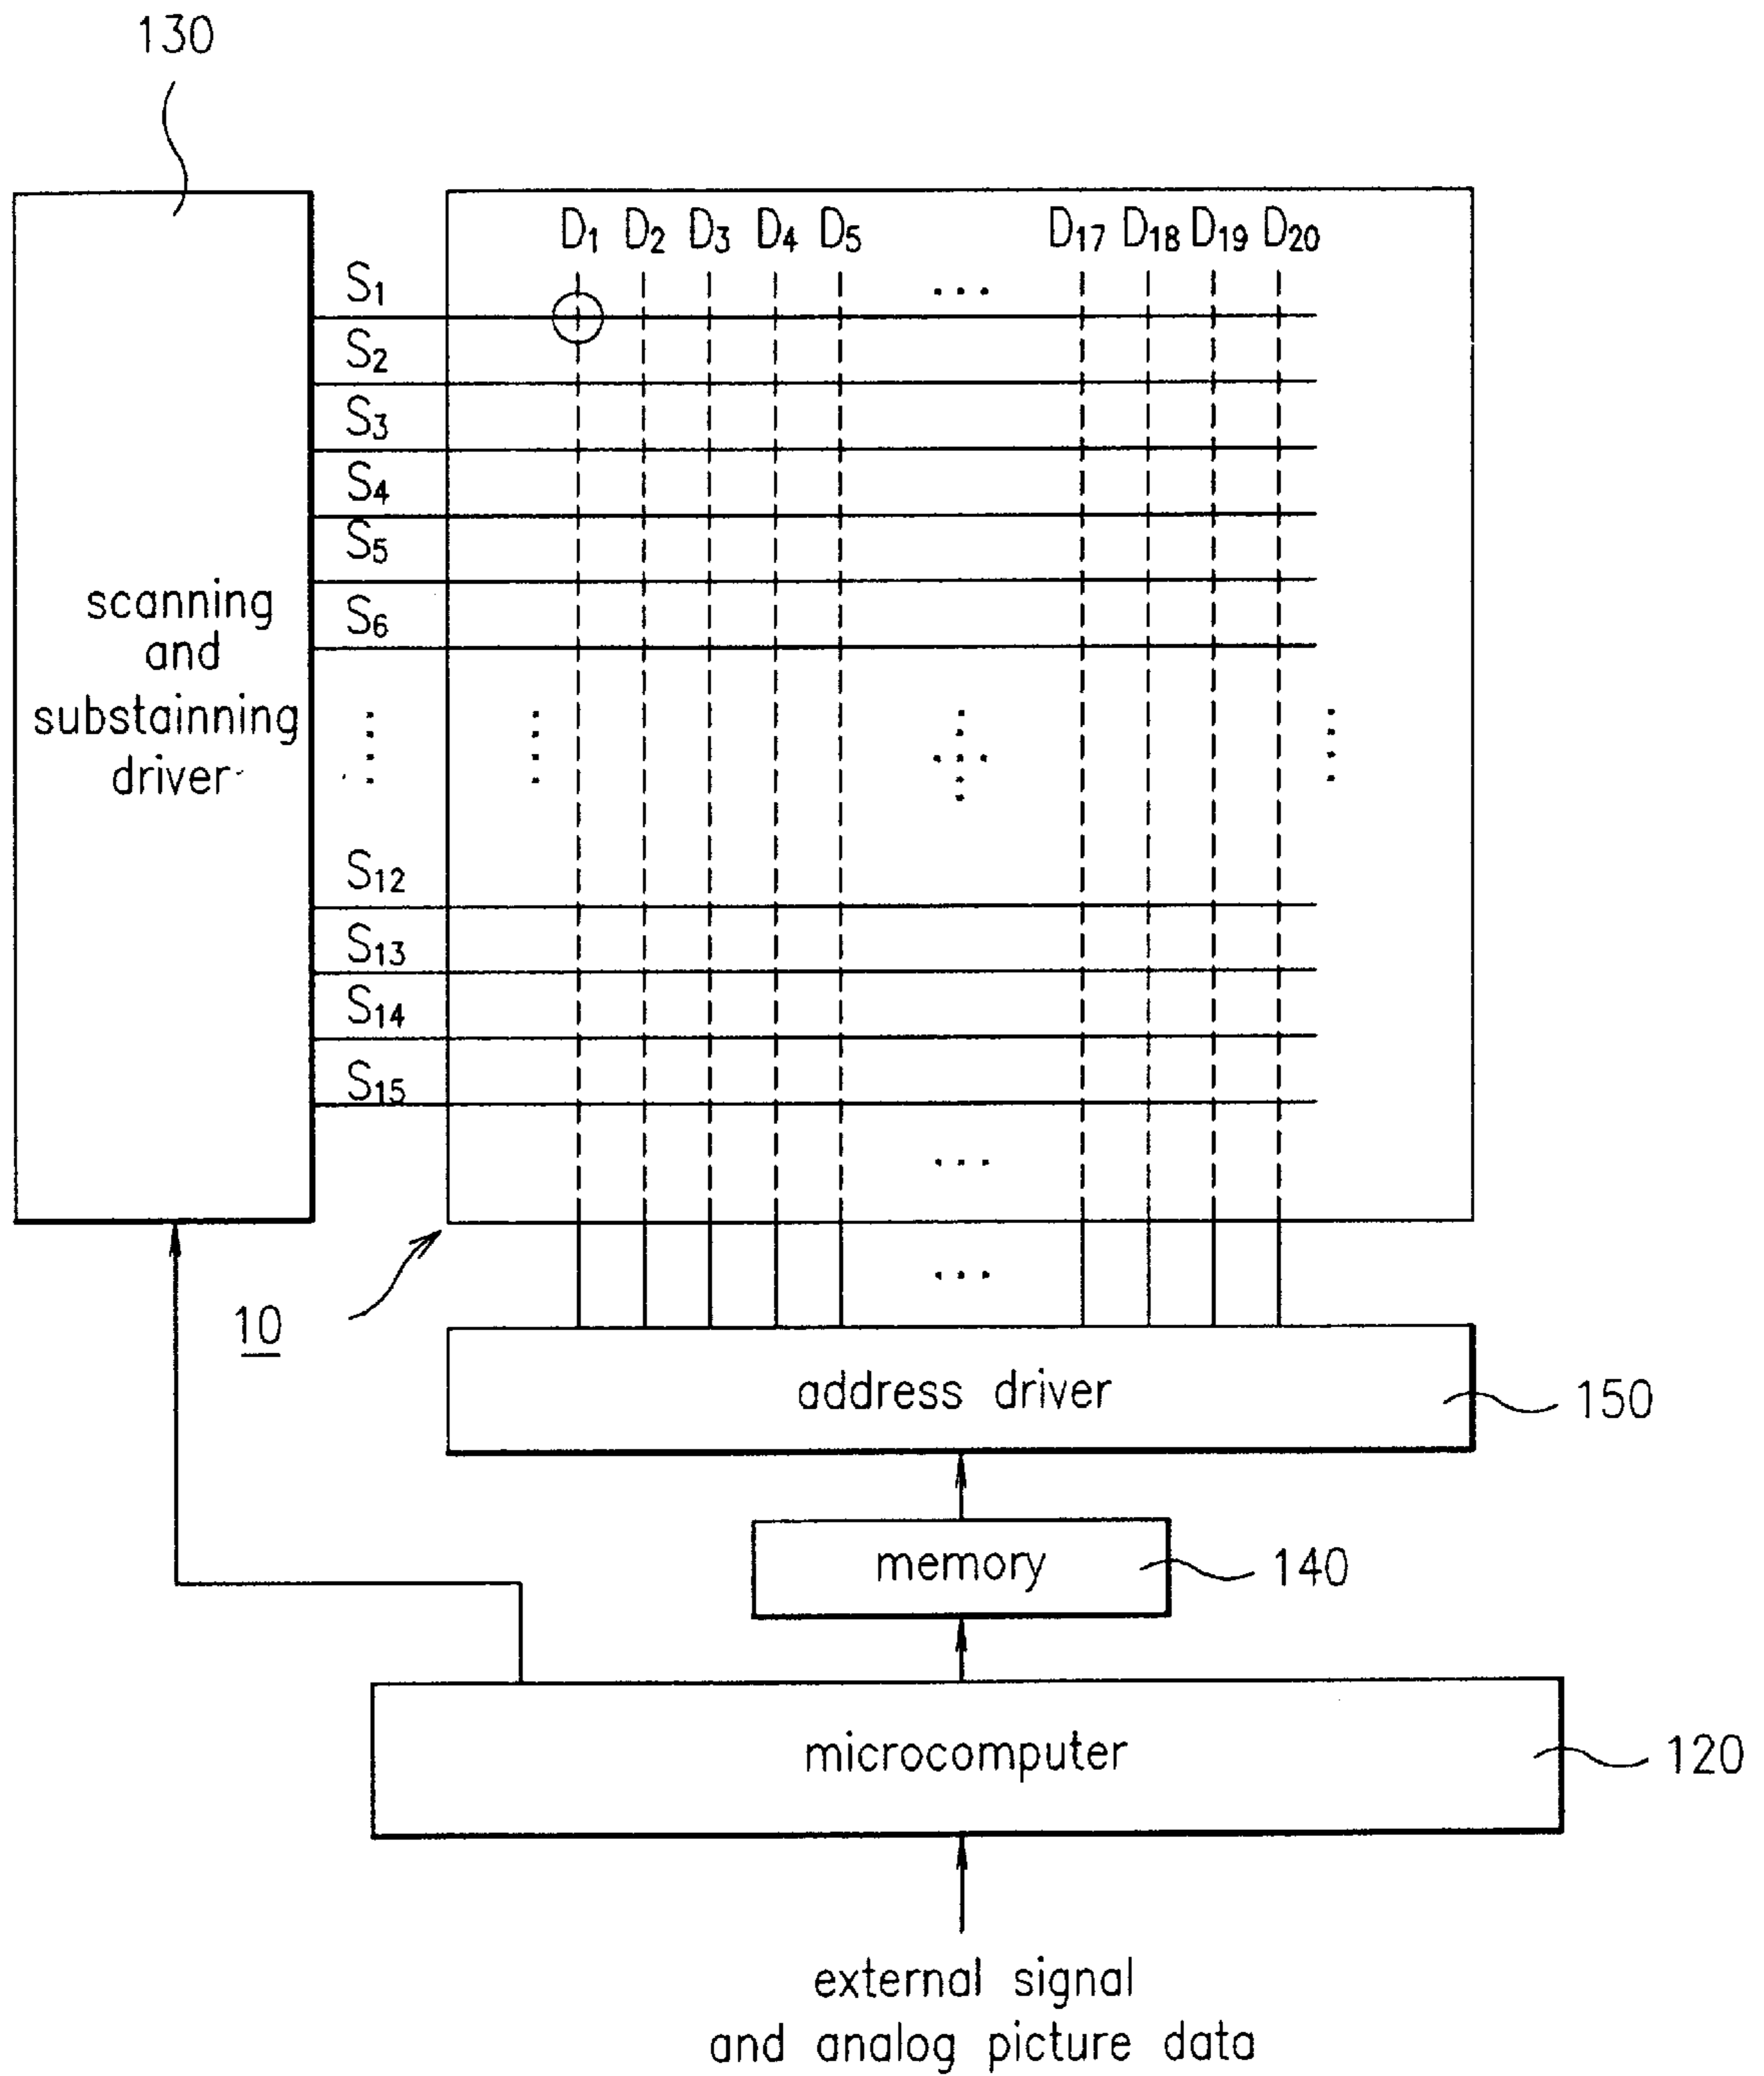 130
D1 D2 D3 D4 D5 ... D17 D18 D19 D20
S1
S2
S3
S4
S5
S6
scanning
and
substainning
driver
S12
S13
S14
S15
10
address driver
150
memory
140
microcomputer
120
external signal
and analog picture data